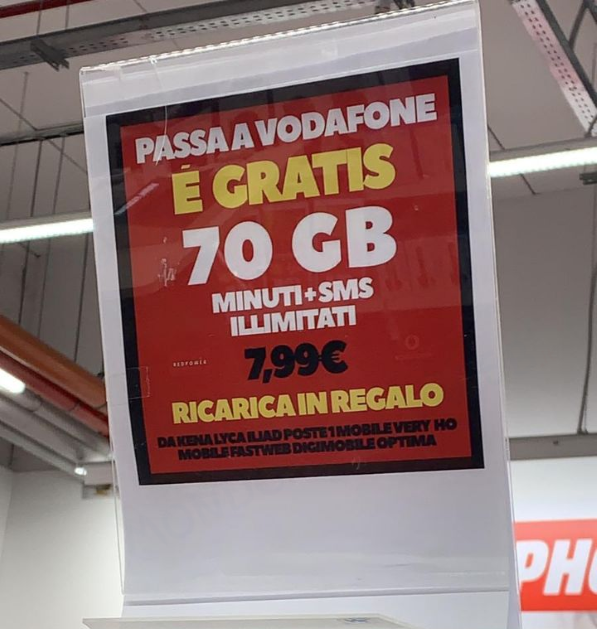 PASSA A VODAFONE
È GRATIS
70 GB
MINUTI+SMS
ILLIMITATI
7,99€
RICARICA IN REGALO
DA KENA LYCA ILIAD POSTE 1 MOBILE VERY HO
MOBILE FASTWEB DIGIMOBILE OPTIMA
PHO